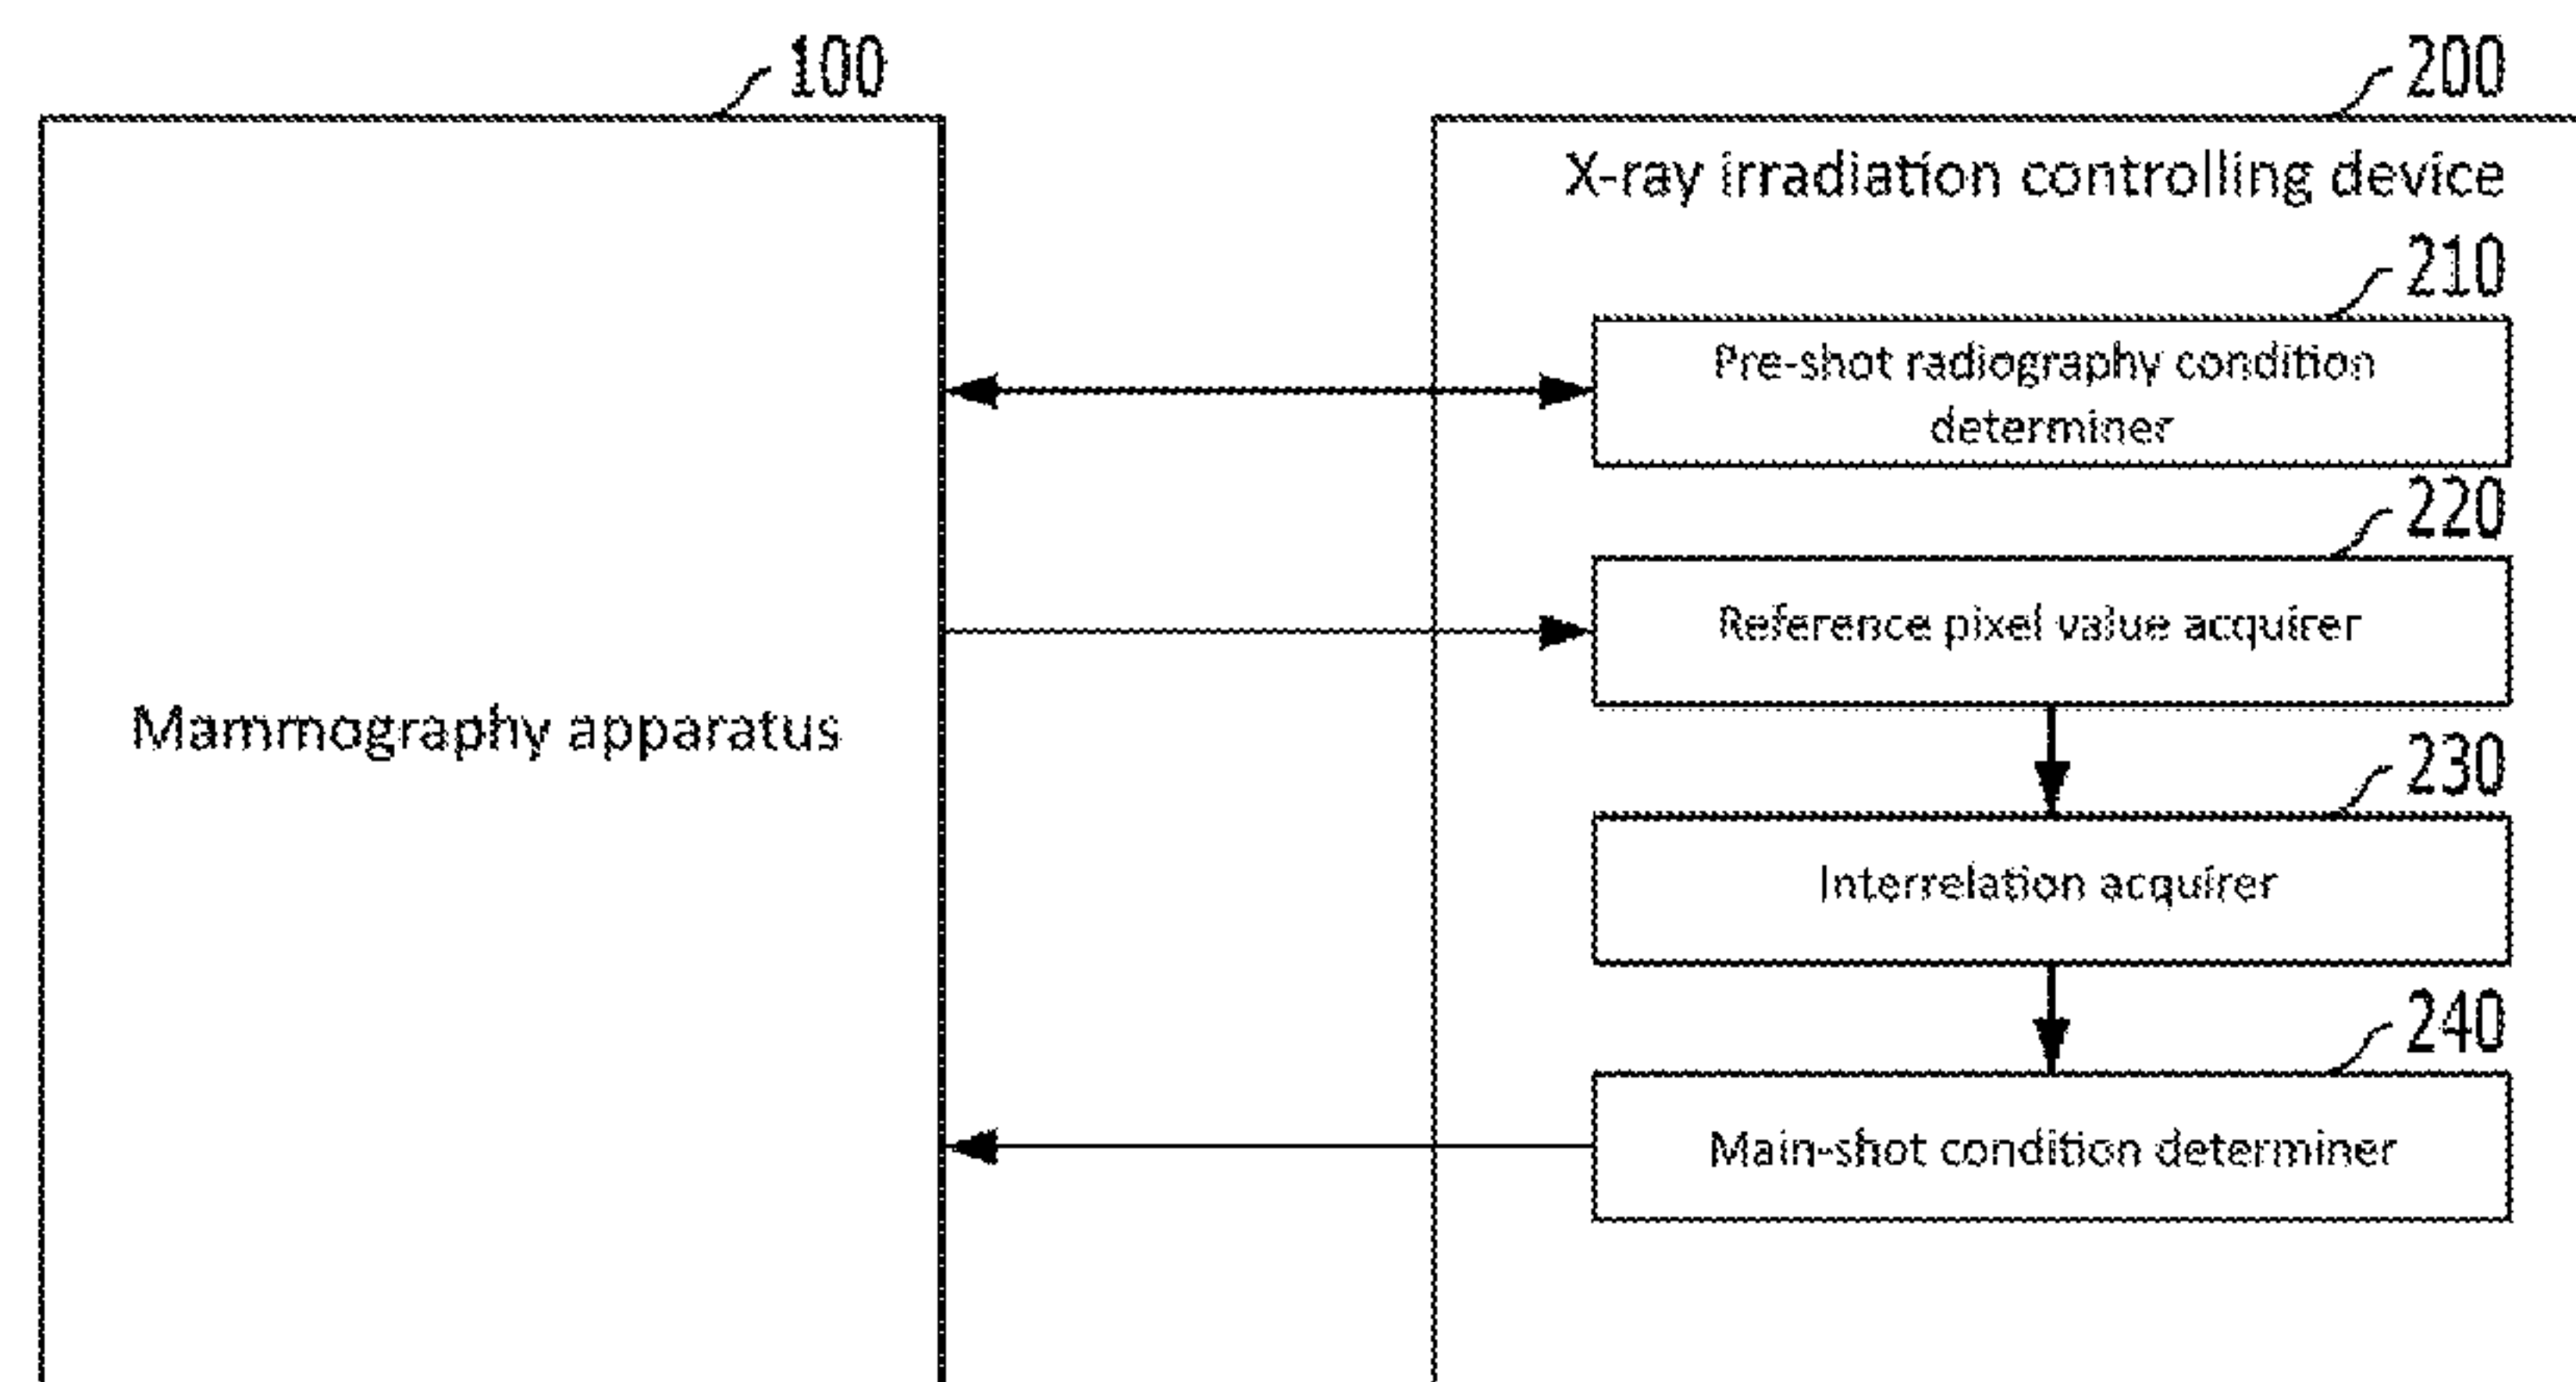 100
200
X-ray irradiation controlling device
210
Pre-shot radiography condition
determiner
220
Reference pixel value acquirer
Mammography apparatus
230
Interrelation acquirer
240
Main-shot condition determiner